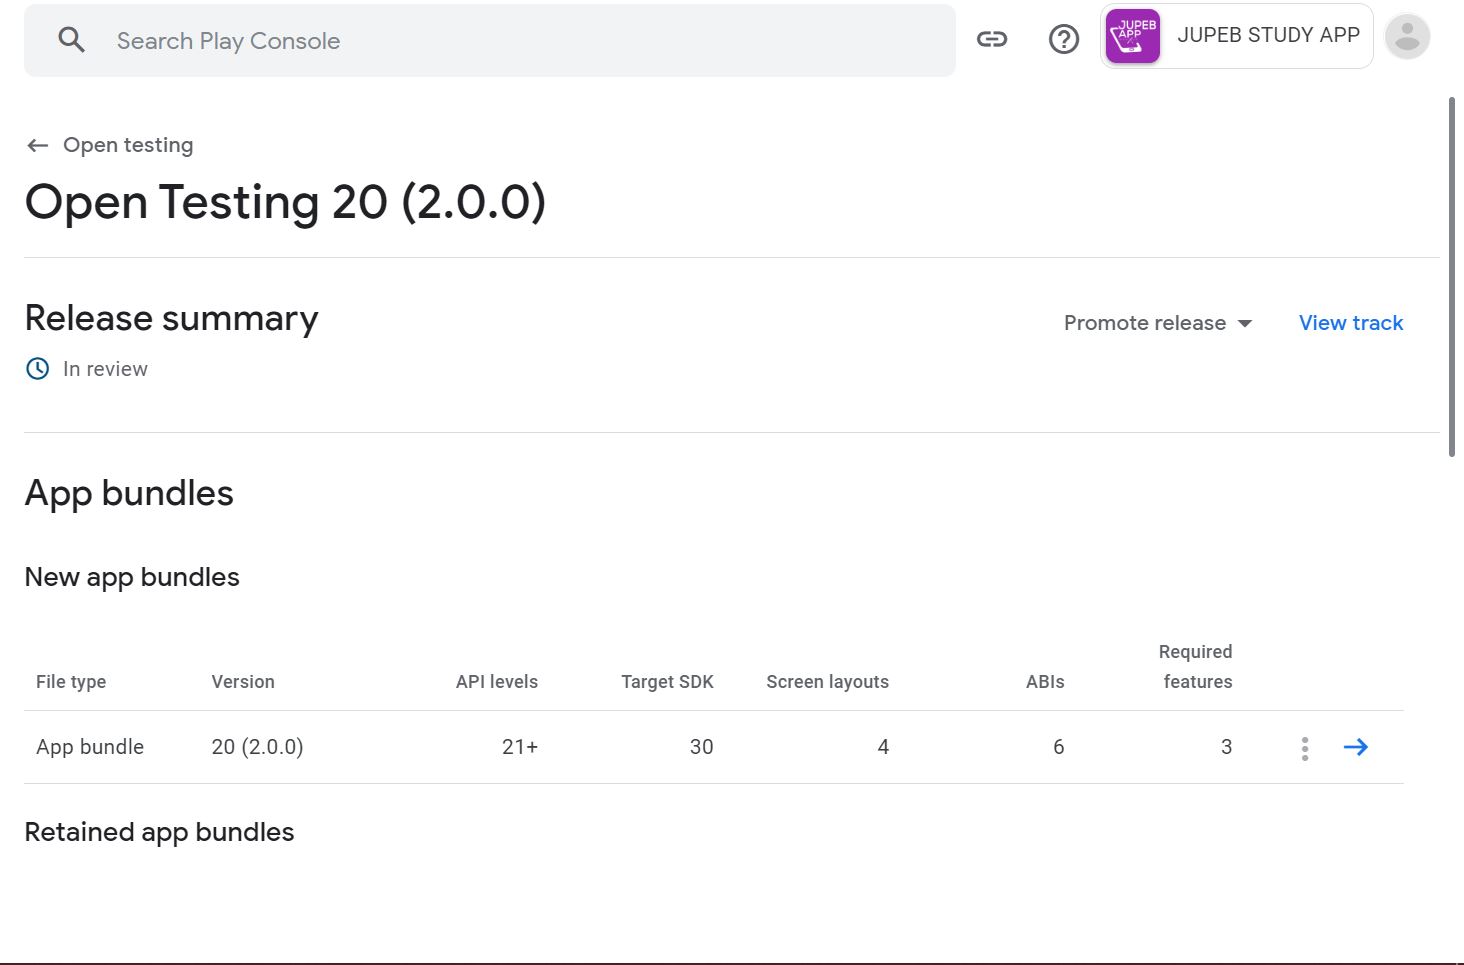 Search Play Console
JUPEB
APP
JUPEB STUDY APP
Open testing
Open Testing 20 (2.0.0)
Release summary
Promote release
View track
In review
App bundles
New app bundles
File type Version API levels Target SDK Screen layouts ABIs Required features
App bundle 20 (2.0.0) 21+ 30 4 6 3
Retained app bundles